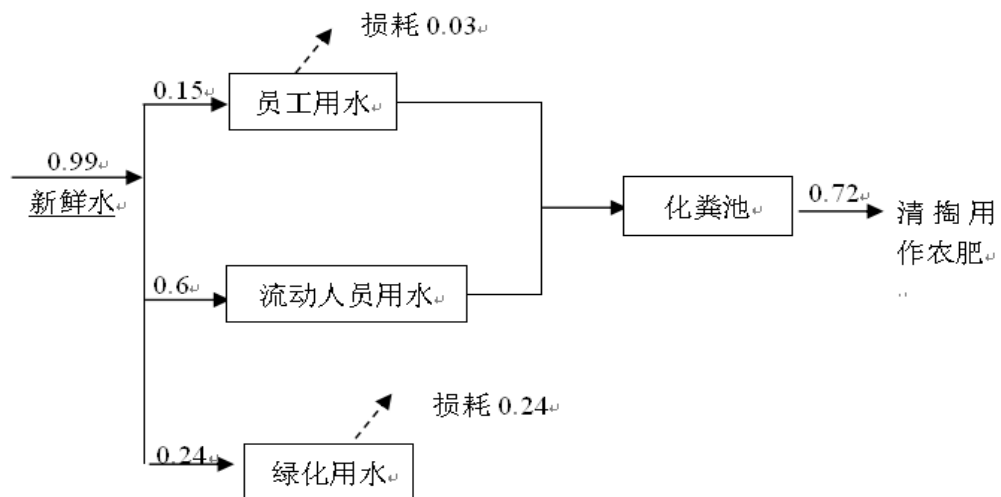 损耗 0.03
0.15
员工用水
0.99
新鲜水
化粪池
0.72
清掏用
作农肥
0.6
流动人员用水
损耗 0.24
0.24
绿化用水